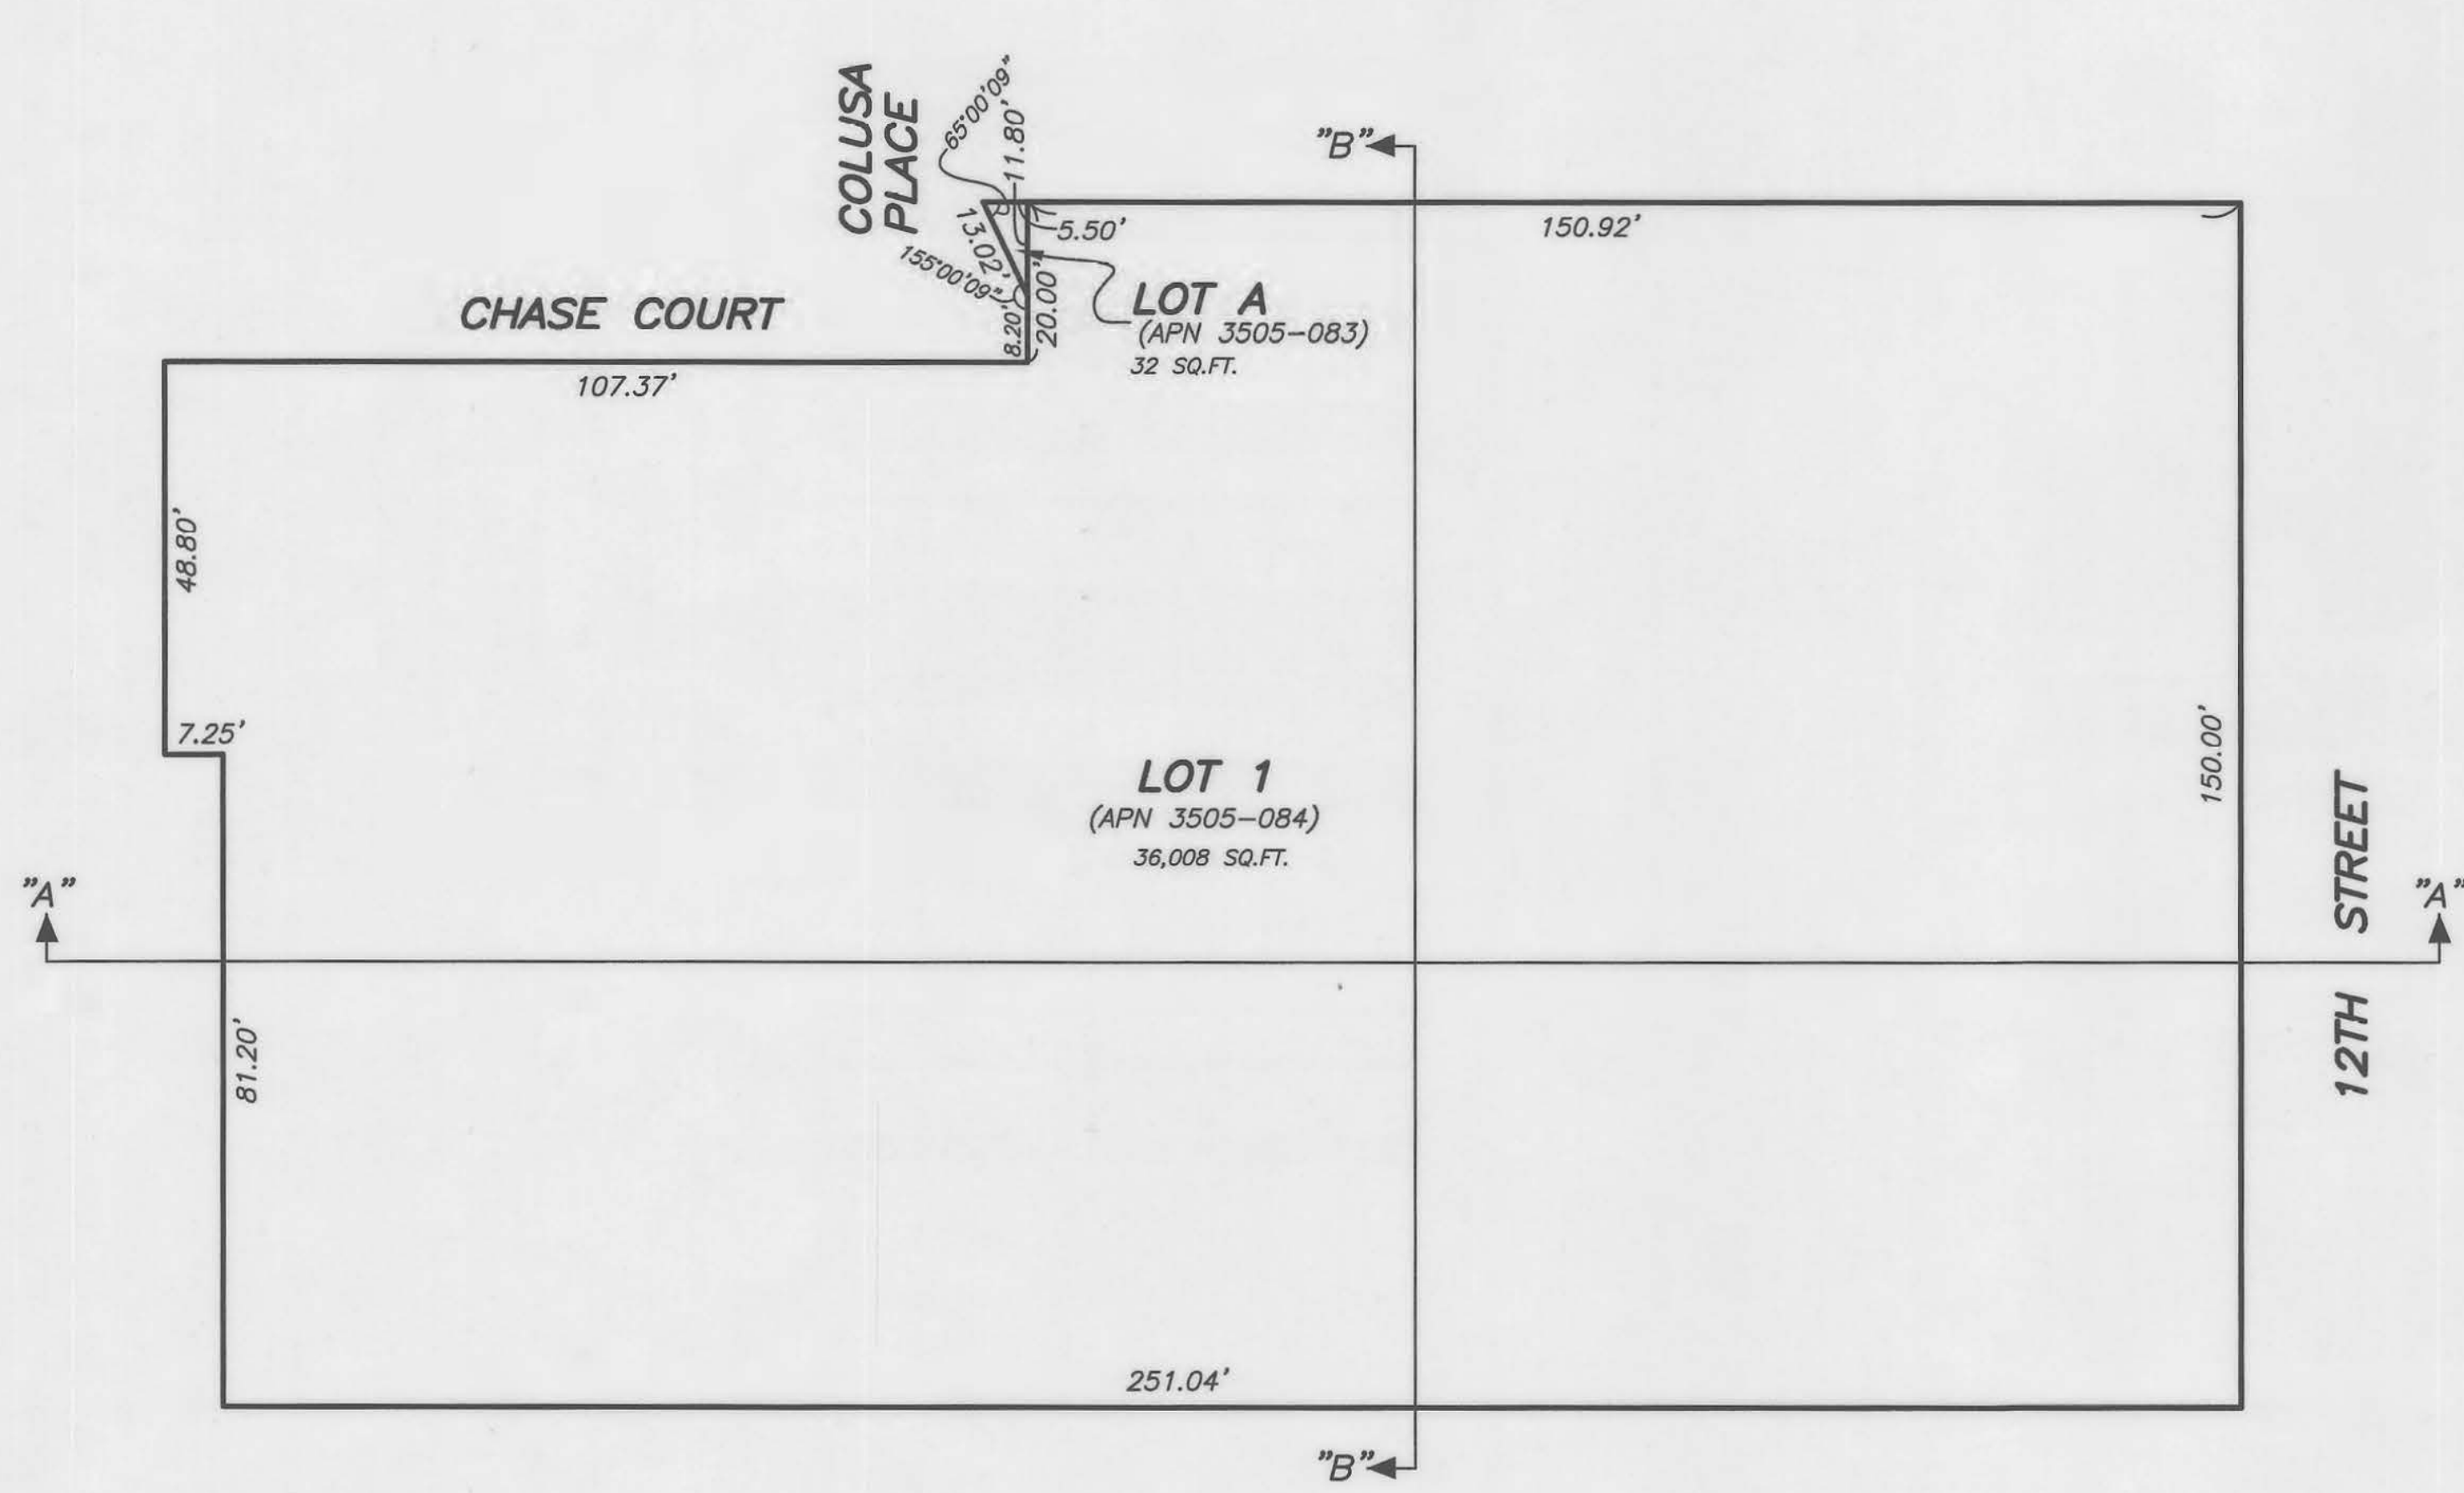 COLUSA
PLACE
65°00'09"
11.80'
"B"
13.02'
5.50'
150.92'
155°00'09"
8.20'
20.00'
CHASE COURT
LOT A
(APN 3505-083)
32 SQ.FT.
107.37'
48.80'
7.25'
LOT 1
(APN 3505-084)
36,008 SQ.FT.
150.00'
12TH STREET
"A"
"A"
81.20'
251.04'
"B"